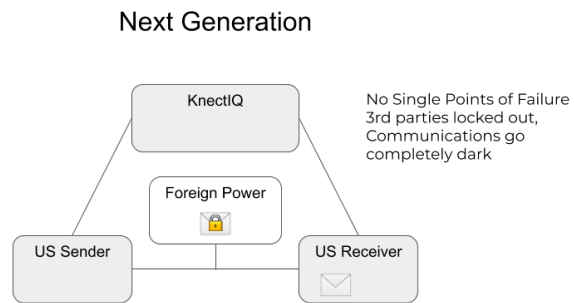 Next Generation
KnectIQ
No Single Points of Failure
3rd parties locked out,
Communications go
completely dark
Foreign Power
US Sender
US Receiver